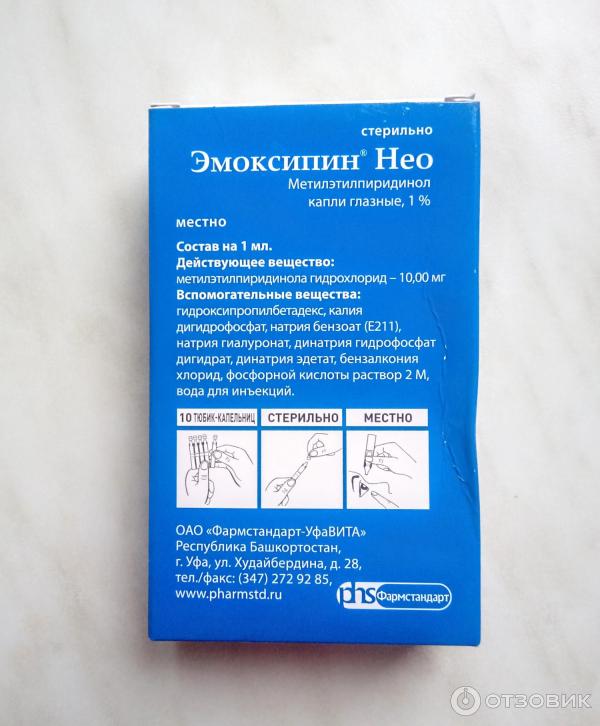 стерильно
Эмоксипин® Нео
Метилэтилпиридинол
капли глазные, 1 %
местно
Состав на 1 мл.
Действующее вещество:
метилэтилпиридинола гидрохлорид – 10,00 мг
Вспомогательные вещества:
гидроксипропилбетадекс, калия
дигидрофосфат, натрия бензоат (Е211),
натрия гиалуронат, динатрия гидрофосфат
дигидрат, динатрия эдетат, бензалкония
хлорид, фосфорной кислоты раствор 2 М,
вода для инъекций.
10 ТЮБИК-КАПЕЛЬНИЦ СТЕРИЛЬНО МЕСТНО
ОАО «Фармстандарт-УфаВИТА»
Республика Башкортостан,
г. Уфа, ул. Худайбердина, д. 28,
тел./факс: (347) 272 92 85,
www.pharmstd.ru
phs Фармстандарт
ОТЗОВИК